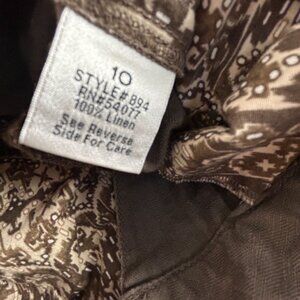 10
STYLE# 894
RN#54077
100% Linen
See Reverse
Side For Care